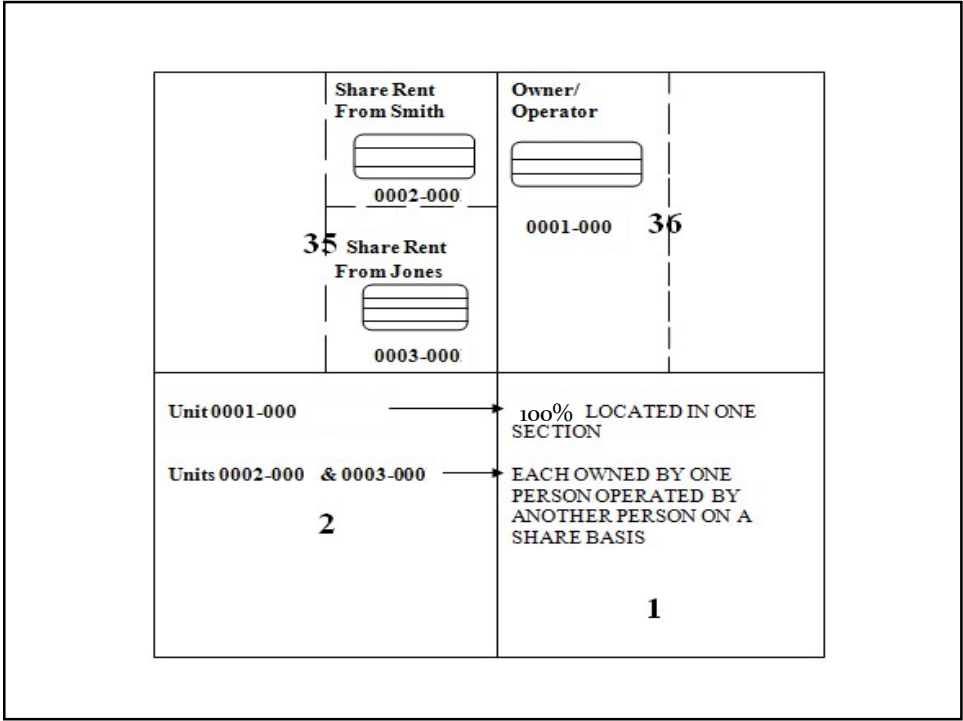 Share Rent
From Smith
0002-000
Owner/
Operator
0001-000
36
35
Share Rent
From Jones
0003-000
Unit 0001-000
100% LOCATED IN ONE
SECTION
Units 0002-000 & 0003-000
EACH OWNED BY ONE
PERSON OPERATED BY
ANOTHER PERSON ON A
SHARE BASIS
2
1